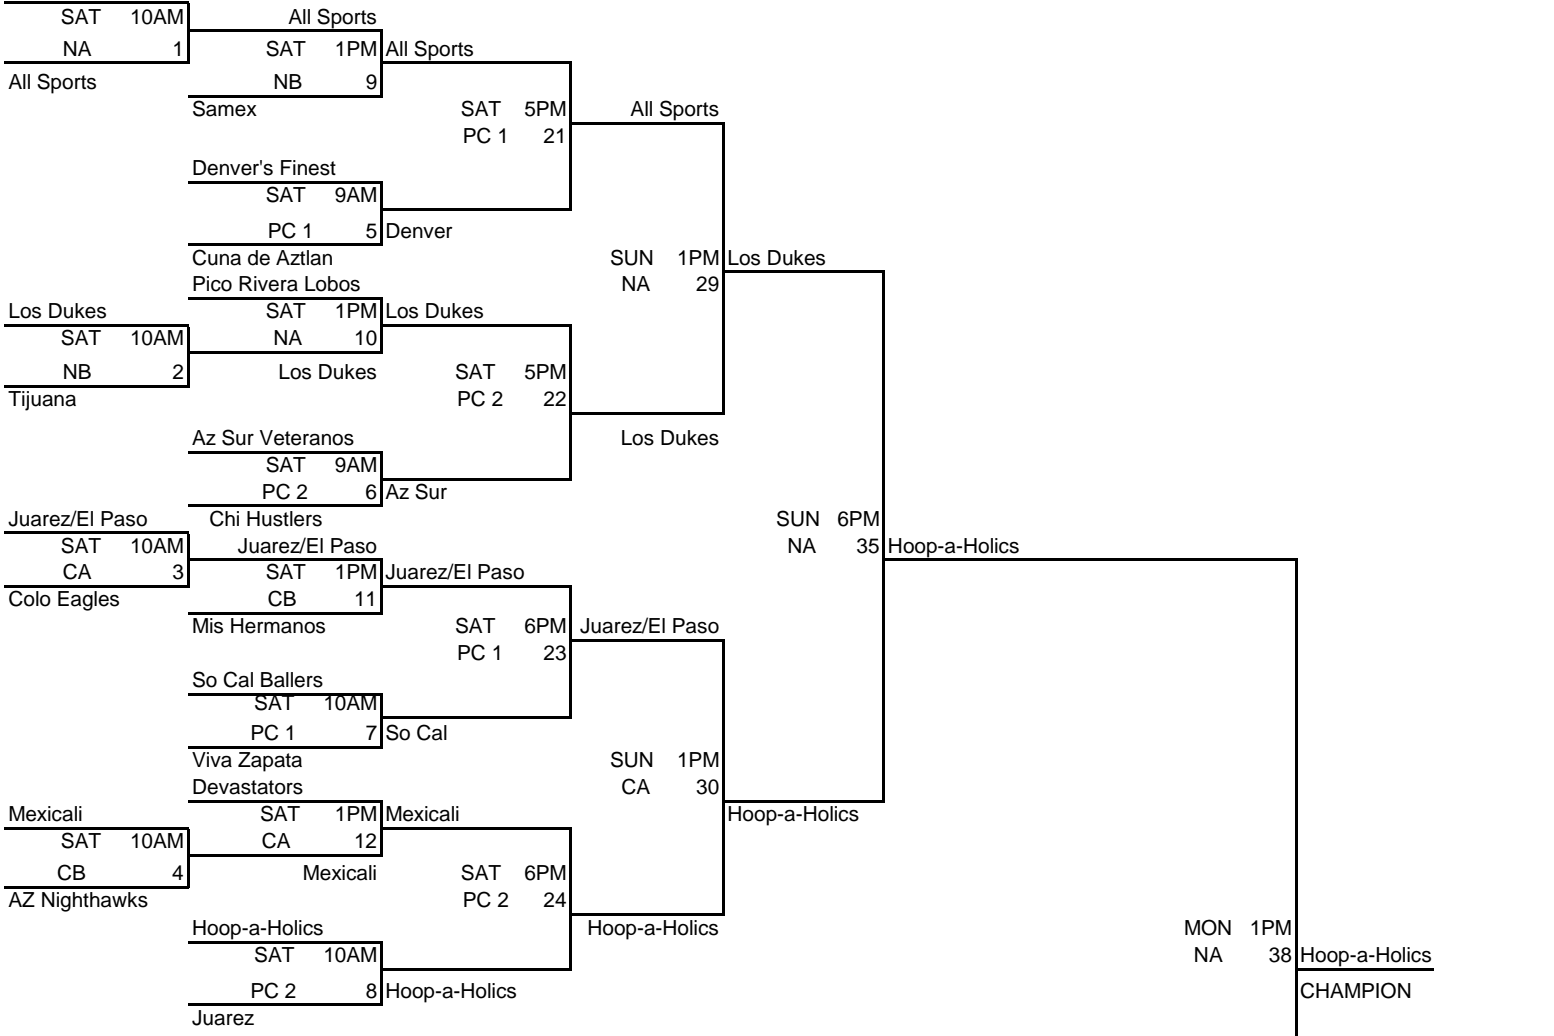 SAT 10AM All Sports
NA 1 SAT 1PM All Sports
All Sports NB 9
Samex SAT 5PM All Sports
PC 1 21
Denver's Finest
SAT 9AM
PC 1 5 Denver
Cuna de Aztlan SUN 1PM Los Dukes
Pico Rivera Lobos NA 29
Los Dukes SAT 1PM Los Dukes
SAT 10AM NA 10
NB 2 Los Dukes SAT 5PM
Tijuana PC 2 22
Az Sur Veteranos Los Dukes
SAT 9AM
PC 2 6 Az Sur
Juarez/El Paso Chi Hustlers SUN 6PM
SAT 10AM Juarez/El Paso NA 35 Hoop-a-Holics
CA 3 SAT 1PM Juarez/El Paso
Colo Eagles CB 11
Mis Hermanos SAT 6PM Juarez/El Paso
PC 1 23
So Cal Ballers
SAT 10AM
PC 1 7 So Cal
Viva Zapata SUN 1PM
Devastators CA 30
Mexicali SAT 1PM Mexicali Hoop-a-Holics
SAT 10AM CA 12
CB 4 Mexicali SAT 6PM
AZ Nighthawks PC 2 24
Hoop-a-Holics Hoop-a-Holics MON 1PM
SAT 10AM NA 38 Hoop-a-Holics
PC 2 8 Hoop-a-Holics CHAMPION
Juarez